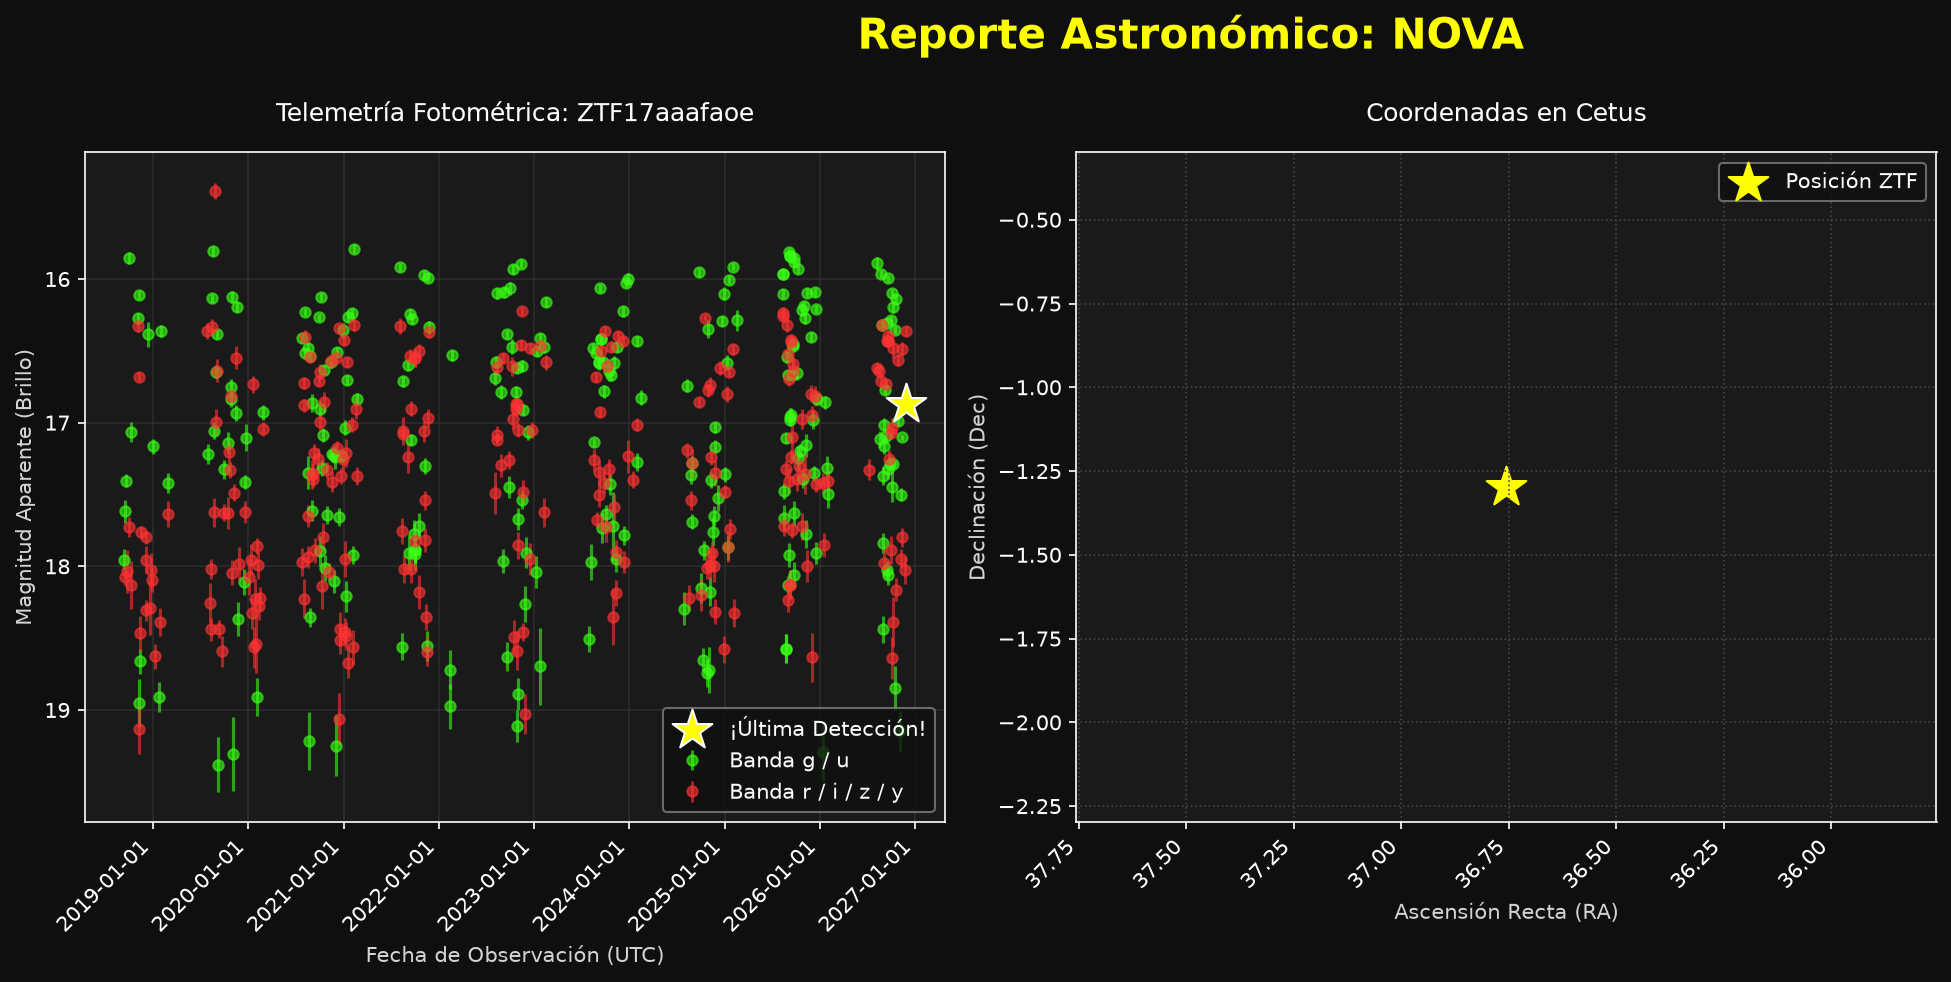 Reporte Astronómico: NOVA
Telemetría Fotométrica: ZTF17aaafaoe
Magnitud Aparente (Brillo)
16
17
18
19
¡Última Detección!
Banda g / u
Banda r / i / z / y
2019-01-01
2020-01-01
2021-01-01
2022-01-01
2023-01-01
2024-01-01
2025-01-01
2026-01-01
2027-01-01
Fecha de Observación (UTC)
Coordenadas en Cetus
Posición ZTF
Declinación (Dec)
−0.50
−0.75
−1.00
−1.25
−1.50
−1.75
−2.00
−2.25
37.75
37.50
37.25
37.00
36.75
36.50
36.25
36.00
Ascensión Recta (RA)